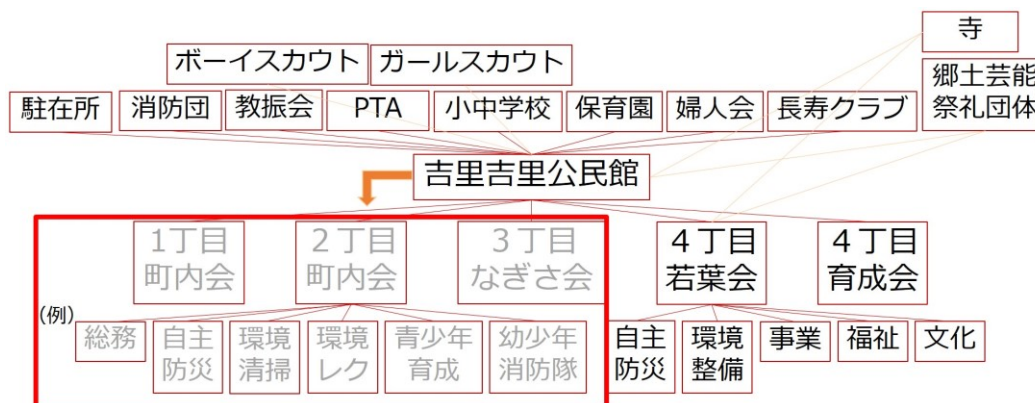 寺
ボーイスカウト ガールスカウト
郷土芸能
祭礼団体
駐在所 消防団 教振会 PTA 小中学校 保育園 婦人会 長寿クラブ
吉里吉里公民館
1丁目
町内会
２丁目
町内会
３丁目
なぎさ会
４丁目
若葉会
４丁目
育成会
(例)
総務
自主
防災
環境
清掃
環境
レク
青少年
育成
幼少年
消防隊
自主
防災
環境
整備
事業
福祉
文化